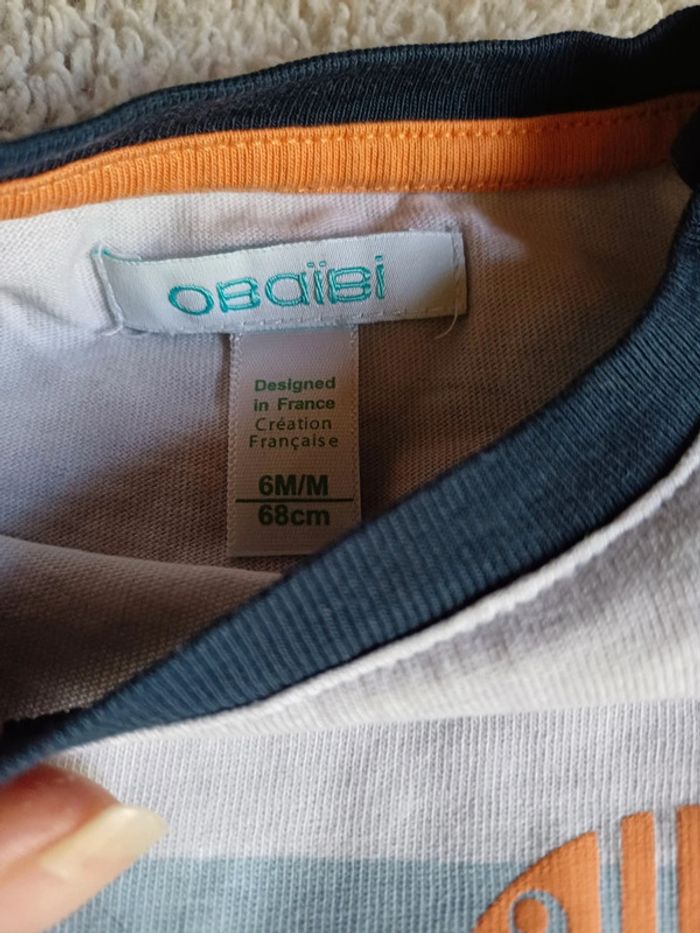 OBaïBi
Designed
in France
Création
Française
6M/M
68cm